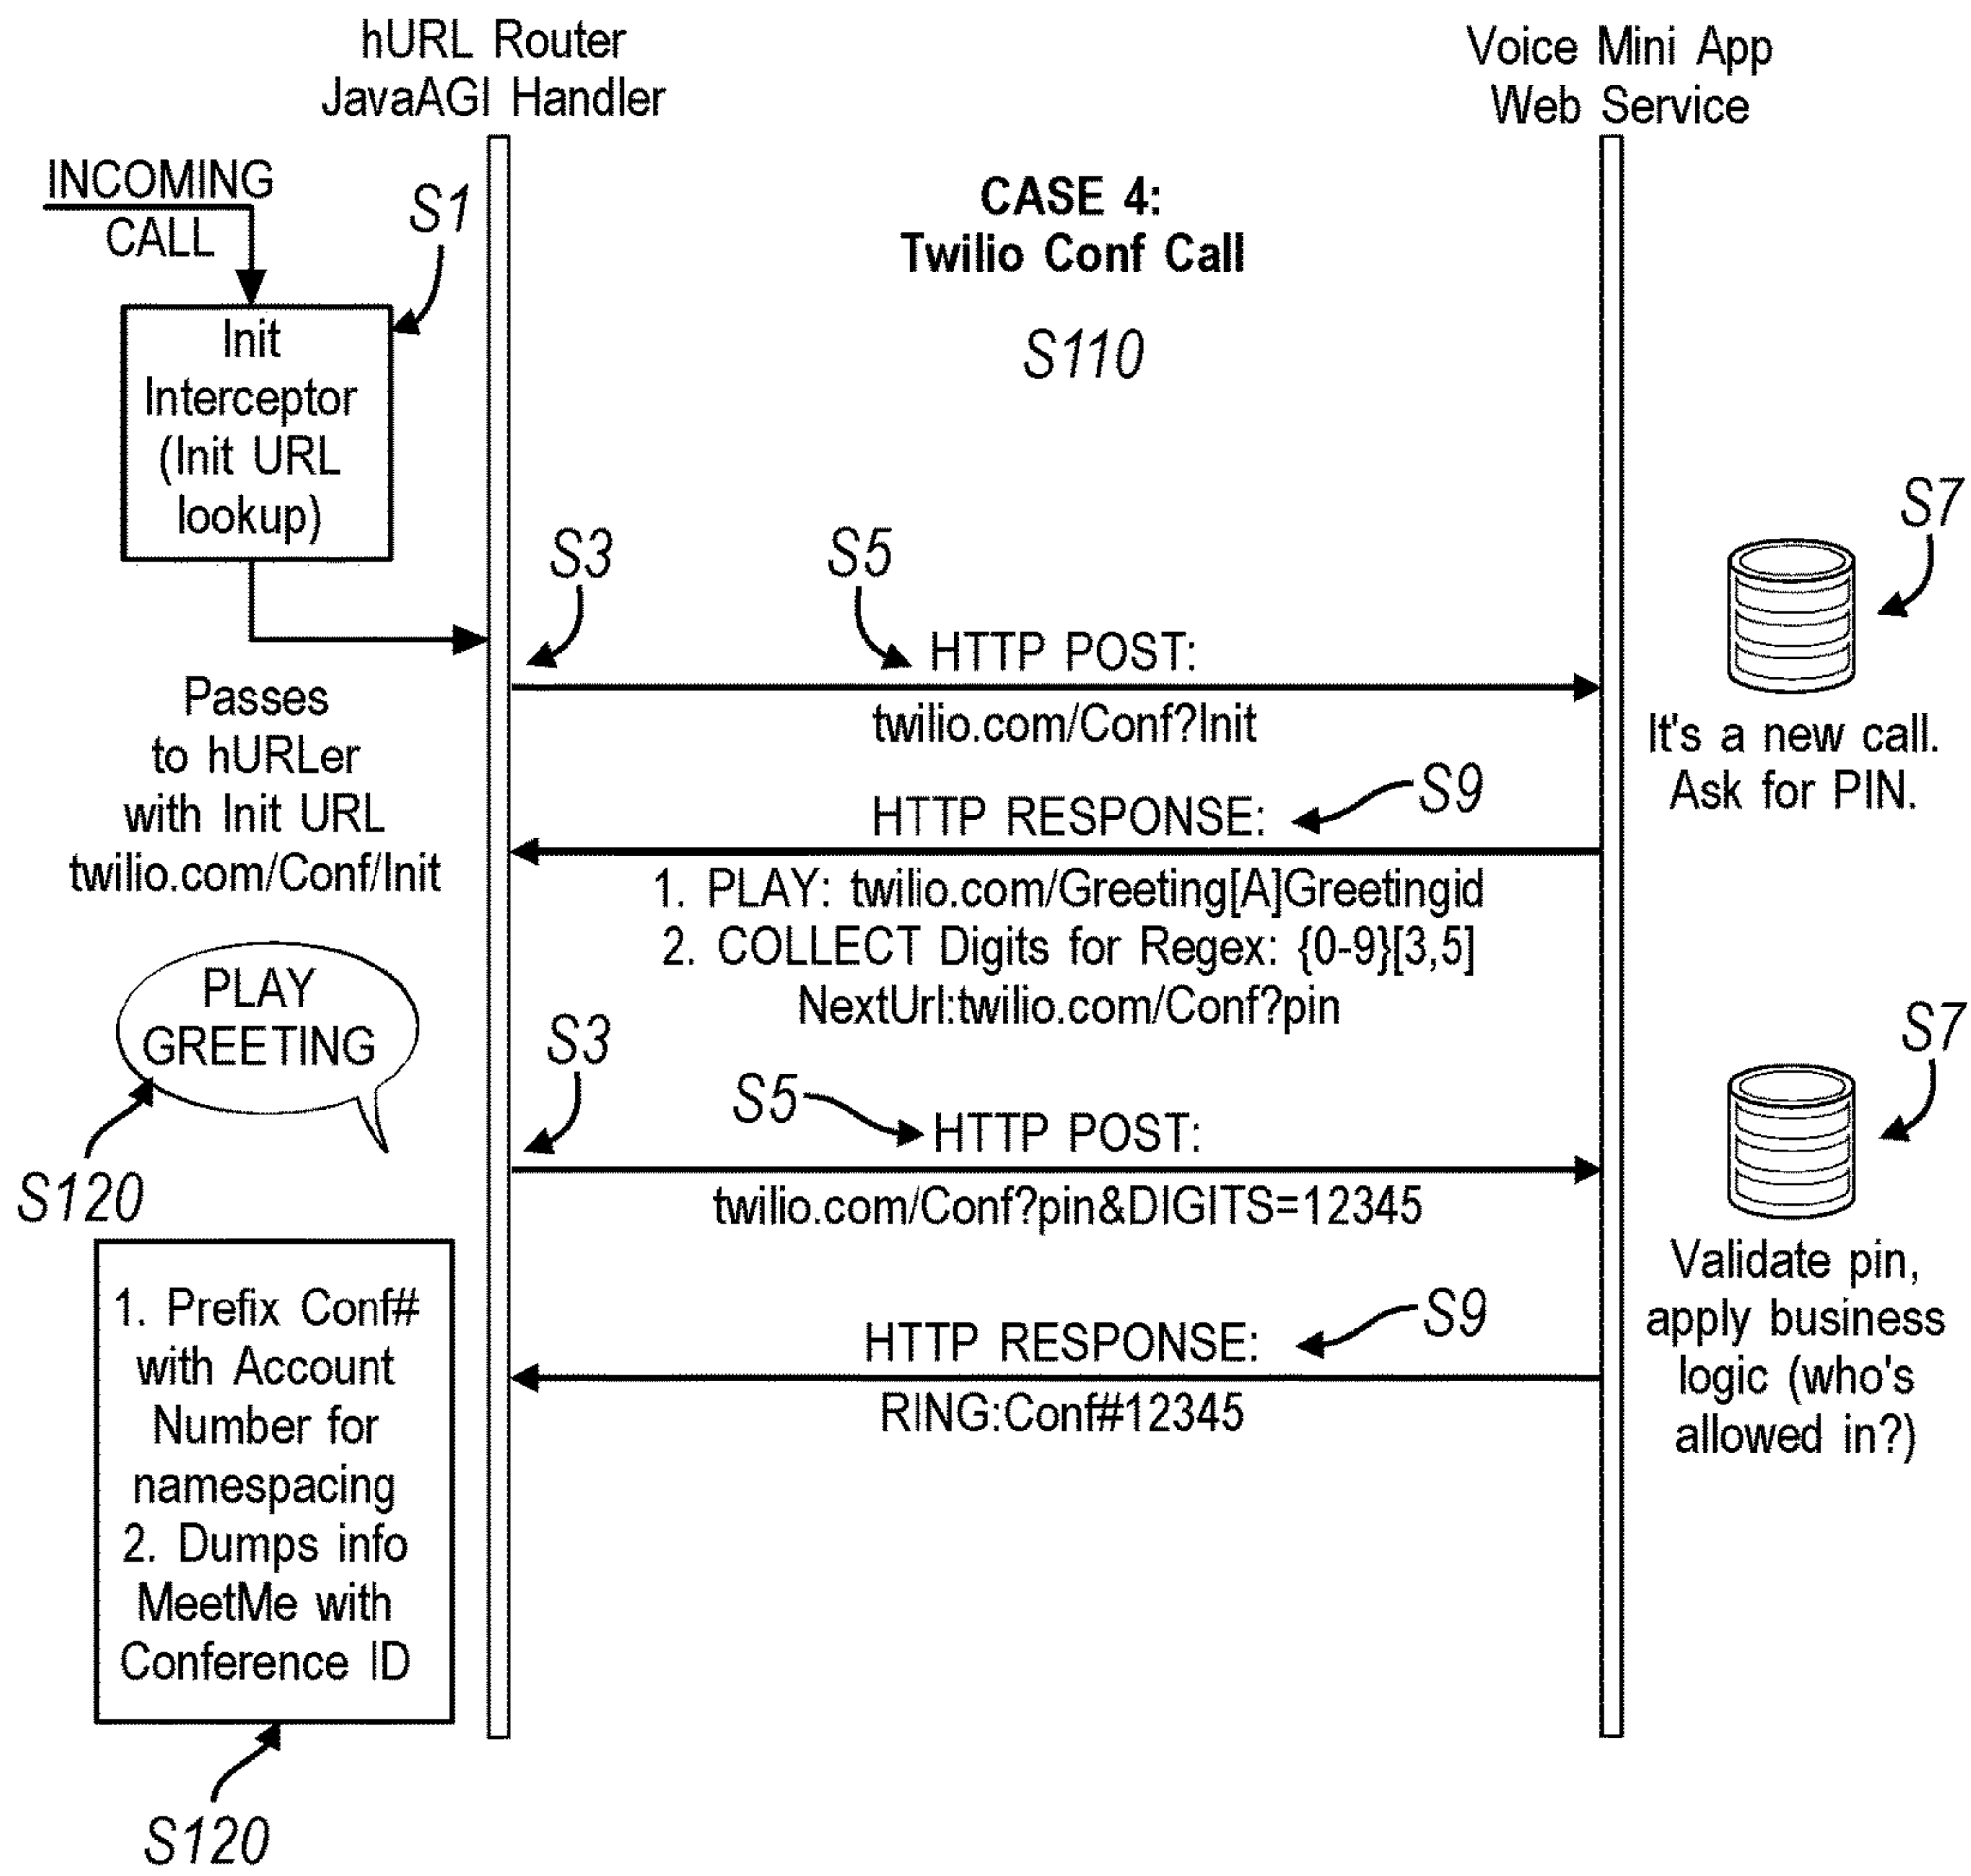 hURL Router
JavaAGI Handler
Voice Mini App
Web Service
INCOMING
CALL
S1
CASE 4:
Twilio Conf Call
S110
Init
Interceptor
(Init URL
lookup)
S3
S5
S7
HTTP POST:
twilio.com/Conf?Init
Passes
to hURLer
with Init URL
twilio.com/Conf/Init
It's a new call.
Ask for PIN.
S9
HTTP RESPONSE:
1. PLAY: twilio.com/Greeting[A]Greetingid
2. COLLECT Digits for Regex: {0-9}[3,5]
NextUrl:twilio.com/Conf?pin
PLAY
GREETING
S120
S3
S5
S7
HTTP POST:
twilio.com/Conf?pin&DIGITS=12345
Validate pin,
apply business
logic (who's
allowed in?)
S9
HTTP RESPONSE:
RING:Conf#12345
1. Prefix Conf#
with Account
Number for
namespacing
2. Dumps info
MeetMe with
Conference ID
S120